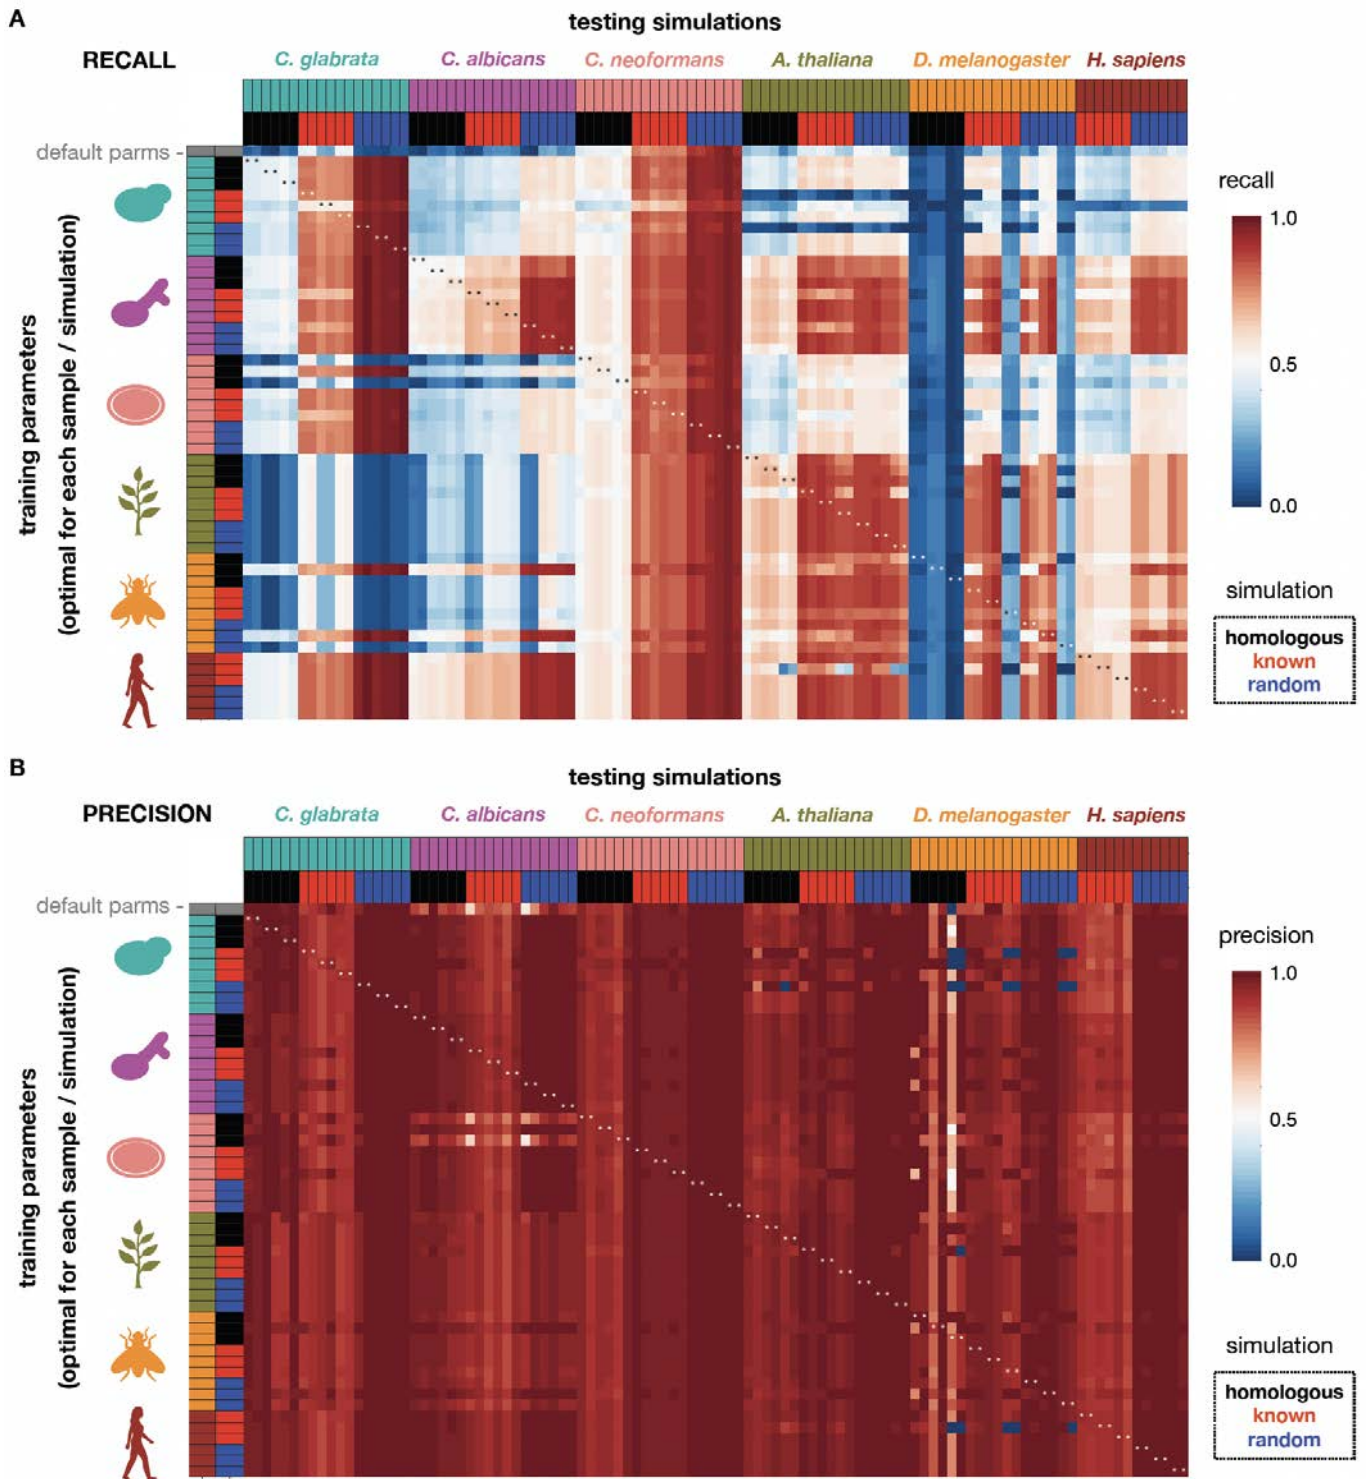 A
testing simulations
RECALL
C. glabrata
C. albicans
C. neoformans
A. thaliana
D. melanogaster
H. sapiens
default parms -
training parameters
(optimal for each sample / simulation)
recall
1.0
0.5
0.0
simulation
homologous
known
random
B
testing simulations
PRECISION
C. glabrata
C. albicans
C. neoformans
A. thaliana
D. melanogaster
H. sapiens
default parms -
training parameters
(optimal for each sample / simulation)
precision
1.0
0.5
0.0
simulation
homologous
known
random